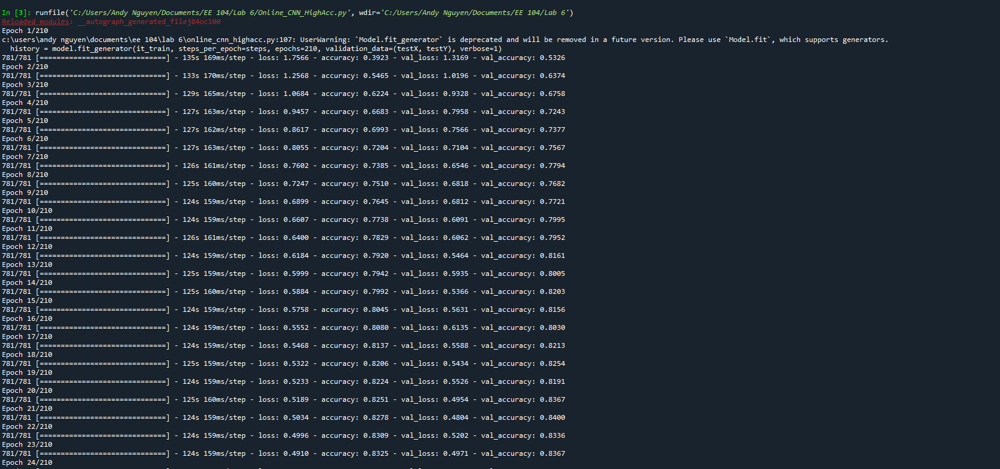 In [3]: runfile('C:/Users/Andy Nguyen/Documents/EE 104/Lab 6/Online_CNN_HighAcc.py', wdir='C:/Users/Andy Nguyen/Documents/EE 104/Lab 6')
Reloaded modules: __autograph_generated_filej84oc100
Epoch 1/210
c:\users\andy nguyen\documents\ee 104\lab 6\online_cnn_highacc.py:107: UserWarning: `Model.fit_generator` is deprecated and will be removed in a future version. Please use `Model.fit`, which supports generators.
  history = model.fit_generator(it_train, steps_per_epoch=steps, epochs=210, validation_data=(testX, testY), verbose=1)
781/781 [==============================] - 135s 169ms/step - loss: 1.7566 - accuracy: 0.3923 - val_loss: 1.3169 - val_accuracy: 0.5326
Epoch 2/210
781/781 [==============================] - 133s 170ms/step - loss: 1.2568 - accuracy: 0.5465 - val_loss: 1.0196 - val_accuracy: 0.6374
Epoch 3/210
781/781 [==============================] - 129s 165ms/step - loss: 1.0684 - accuracy: 0.6224 - val_loss: 0.9328 - val_accuracy: 0.6758
Epoch 4/210
781/781 [==============================] - 127s 163ms/step - loss: 0.9457 - accuracy: 0.6683 - val_loss: 0.7958 - val_accuracy: 0.7243
Epoch 5/210
781/781 [==============================] - 127s 162ms/step - loss: 0.8617 - accuracy: 0.6993 - val_loss: 0.7566 - val_accuracy: 0.7377
Epoch 6/210
781/781 [==============================] - 127s 163ms/step - loss: 0.8055 - accuracy: 0.7204 - val_loss: 0.7104 - val_accuracy: 0.7567
Epoch 7/210
781/781 [==============================] - 126s 161ms/step - loss: 0.7602 - accuracy: 0.7385 - val_loss: 0.6546 - val_accuracy: 0.7794
Epoch 8/210
781/781 [==============================] - 125s 160ms/step - loss: 0.7247 - accuracy: 0.7510 - val_loss: 0.6818 - val_accuracy: 0.7682
Epoch 9/210
781/781 [==============================] - 124s 159ms/step - loss: 0.6899 - accuracy: 0.7645 - val_loss: 0.6812 - val_accuracy: 0.7721
Epoch 10/210
781/781 [==============================] - 124s 159ms/step - loss: 0.6607 - accuracy: 0.7738 - val_loss: 0.6091 - val_accuracy: 0.7995
Epoch 11/210
781/781 [==============================] - 126s 161ms/step - loss: 0.6400 - accuracy: 0.7829 - val_loss: 0.6062 - val_accuracy: 0.7952
Epoch 12/210
781/781 [==============================] - 124s 159ms/step - loss: 0.6184 - accuracy: 0.7920 - val_loss: 0.5464 - val_accuracy: 0.8161
Epoch 13/210
781/781 [==============================] - 125s 159ms/step - loss: 0.5999 - accuracy: 0.7942 - val_loss: 0.5935 - val_accuracy: 0.8005
Epoch 14/210
781/781 [==============================] - 125s 160ms/step - loss: 0.5884 - accuracy: 0.7992 - val_loss: 0.5366 - val_accuracy: 0.8203
Epoch 15/210
781/781 [==============================] - 124s 159ms/step - loss: 0.5758 - accuracy: 0.8045 - val_loss: 0.5631 - val_accuracy: 0.8156
Epoch 16/210
781/781 [==============================] - 124s 159ms/step - loss: 0.5552 - accuracy: 0.8080 - val_loss: 0.6135 - val_accuracy: 0.8030
Epoch 17/210
781/781 [==============================] - 124s 159ms/step - loss: 0.5468 - accuracy: 0.8137 - val_loss: 0.5588 - val_accuracy: 0.8213
Epoch 18/210
781/781 [==============================] - 125s 159ms/step - loss: 0.5322 - accuracy: 0.8206 - val_loss: 0.5434 - val_accuracy: 0.8254
Epoch 19/210
781/781 [==============================] - 124s 159ms/step - loss: 0.5233 - accuracy: 0.8224 - val_loss: 0.5526 - val_accuracy: 0.8191
Epoch 20/210
781/781 [==============================] - 125s 160ms/step - loss: 0.5189 - accuracy: 0.8251 - val_loss: 0.4954 - val_accuracy: 0.8367
Epoch 21/210
781/781 [==============================] - 124s 159ms/step - loss: 0.5034 - accuracy: 0.8278 - val_loss: 0.4804 - val_accuracy: 0.8400
Epoch 22/210
781/781 [==============================] - 124s 159ms/step - loss: 0.4996 - accuracy: 0.8309 - val_loss: 0.5202 - val_accuracy: 0.8336
Epoch 23/210
781/781 [==============================] - 124s 159ms/step - loss: 0.4910 - accuracy: 0.8325 - val_loss: 0.4971 - val_accuracy: 0.8367
Epoch 24/210